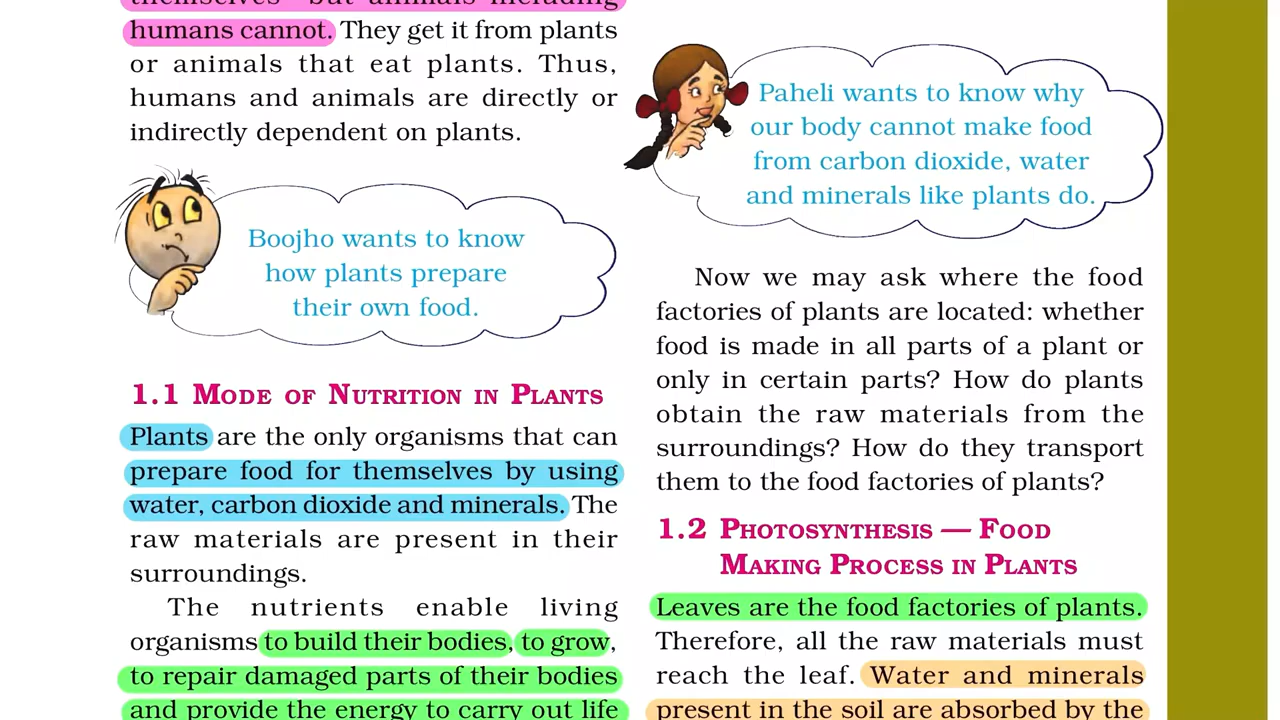 themselves but animals including
humans cannot. They get it from plants
or animals that eat plants. Thus,
humans and animals are directly or
indirectly dependent on plants.
Boojho wants to know
how plants prepare
their own food.
1.1 MODE OF NUTRITION IN PLANTS
Plants are the only organisms that can
prepare food for themselves by using
water, carbon dioxide and minerals. The
raw materials are present in their
surroundings.
The nutrients enable living
organisms to build their bodies, to grow,
to repair damaged parts of their bodies
and provide the energy to carry out life
Paheli wants to know why
our body cannot make food
from carbon dioxide, water
and minerals like plants do.
Now we may ask where the food
factories of plants are located: whether
food is made in all parts of a plant or
only in certain parts? How do plants
obtain the raw materials from the
surroundings? How do they transport
them to the food factories of plants?
1.2 PHOTOSYNTHESIS — FOOD
MAKING PROCESS IN PLANTS
Leaves are the food factories of plants.
Therefore, all the raw materials must
reach the leaf. Water and minerals
present in the soil are absorbed by the